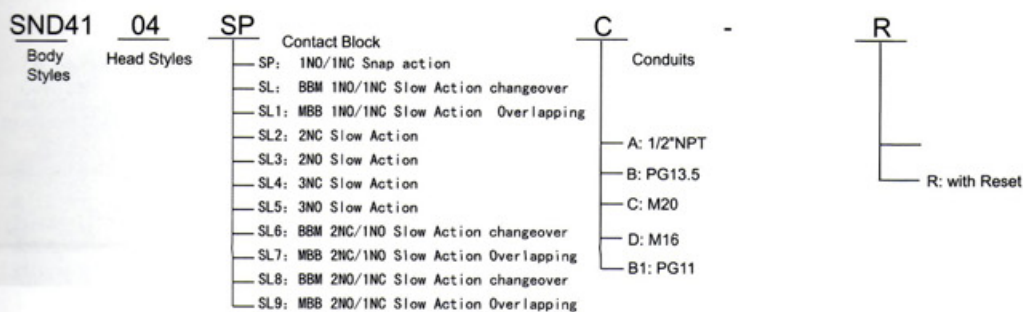 SND41 04 SP C - R
Body Styles
Head Styles
Contact Block
SP: 1NO/1NC Snap action
SL: BBM 1NO/1NC Slow Action changeover
SL1: MBB 1NO/1NC Slow Action Overlapping
SL2: 2NC Slow Action
SL3: 2NO Slow Action
SL4: 3NC Slow Action
SL5: 3NO Slow Action
SL6: BBM 2NC/1NO Slow Action changeover
SL7: MBB 2NC/1NO Slow Action Overlapping
SL8: BBM 2NO/1NC Slow Action changeover
SL9: MBB 2NO/1NC Slow Action Overlapping
Conduits
A: 1/2"NPT
B: PG13.5
C: M20
D: M16
B1: PG11
R: with Reset